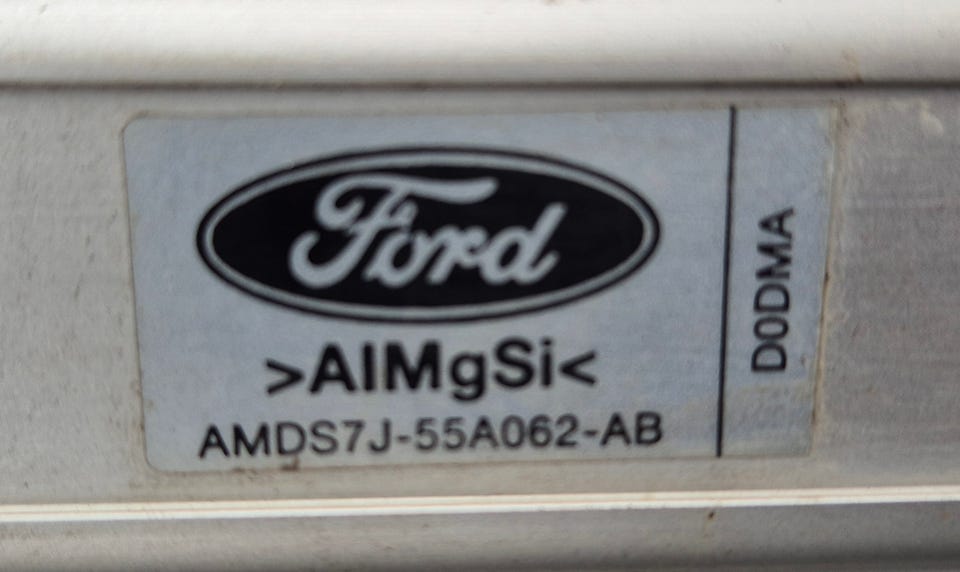 Ford
>AlMgSi<
AMDS7J-55A062-AB
D0DMA